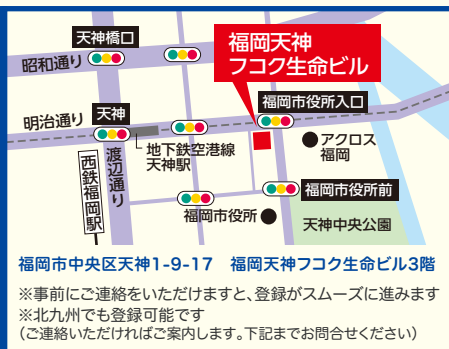 天神橋口
昭和通り
福岡天神
フコク生命ビル
明治通り
天神
福岡市役所入口
地下鉄空港線
天神駅
アクロス
福岡
渡辺通り
西鉄福岡駅
福岡市役所前
福岡市役所
天神中央公園
福岡市中央区天神1-9-17 福岡天神フコク生命ビル3階
※事前にご連絡をいただけますと、登録がスムーズに進みます
※北九州でも登録可能です
(ご連絡いただければご案内します。下記までお問合せください)